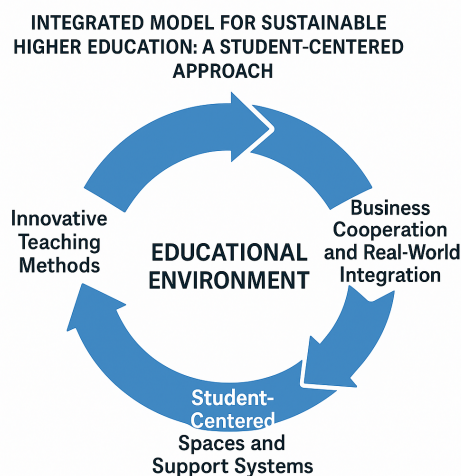 INTEGRATED MODEL FOR SUSTAINABLE
HIGHER EDUCATION: A STUDENT-CENTERED
APPROACH
Innovative
Teaching
Methods
EDUCATIONAL
ENVIRONMENT
Business
Cooperation
and Real-World
Integration
Student-
Centered
Spaces and
Support Systems